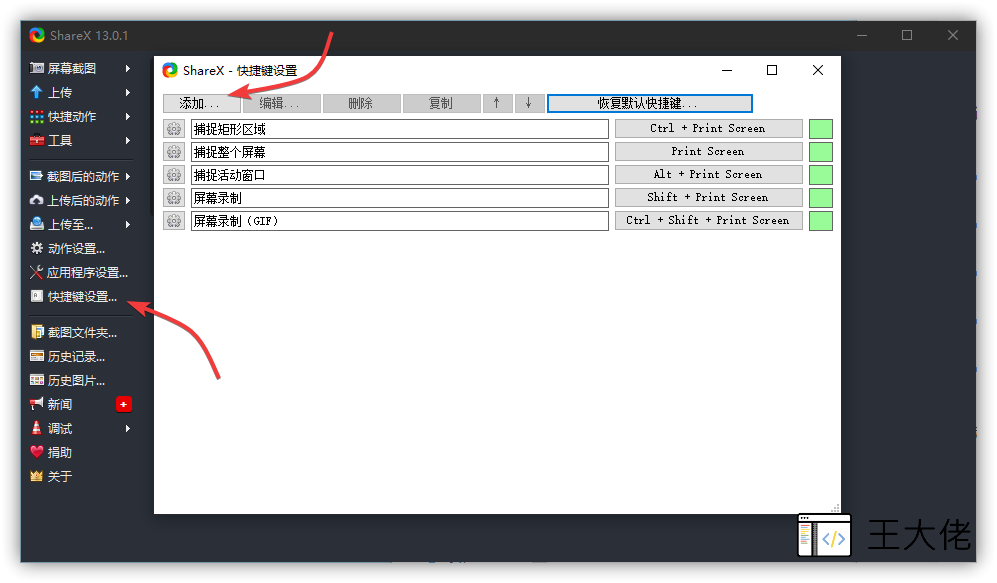 ShareX 13.0.1
屏幕截图
上传
快捷动作
工具
截图后的动作
上传后的动作
上传至...
动作设置...
应用程序设置...
快捷键设置...
截图文件夹...
历史记录...
历史图片...
新闻
调试
捐助
关于
ShareX - 快捷键设置
添加... 编辑... 删除 复制 ↑ ↓ 恢复默认快捷键...
捕捉矩形区域 Ctrl + Print Screen
捕捉整个屏幕 Print Screen
捕捉活动窗口 Alt + Print Screen
屏幕录制 Shift + Print Screen
屏幕录制 (GIF) Ctrl + Shift + Print Screen
</> 王大佬